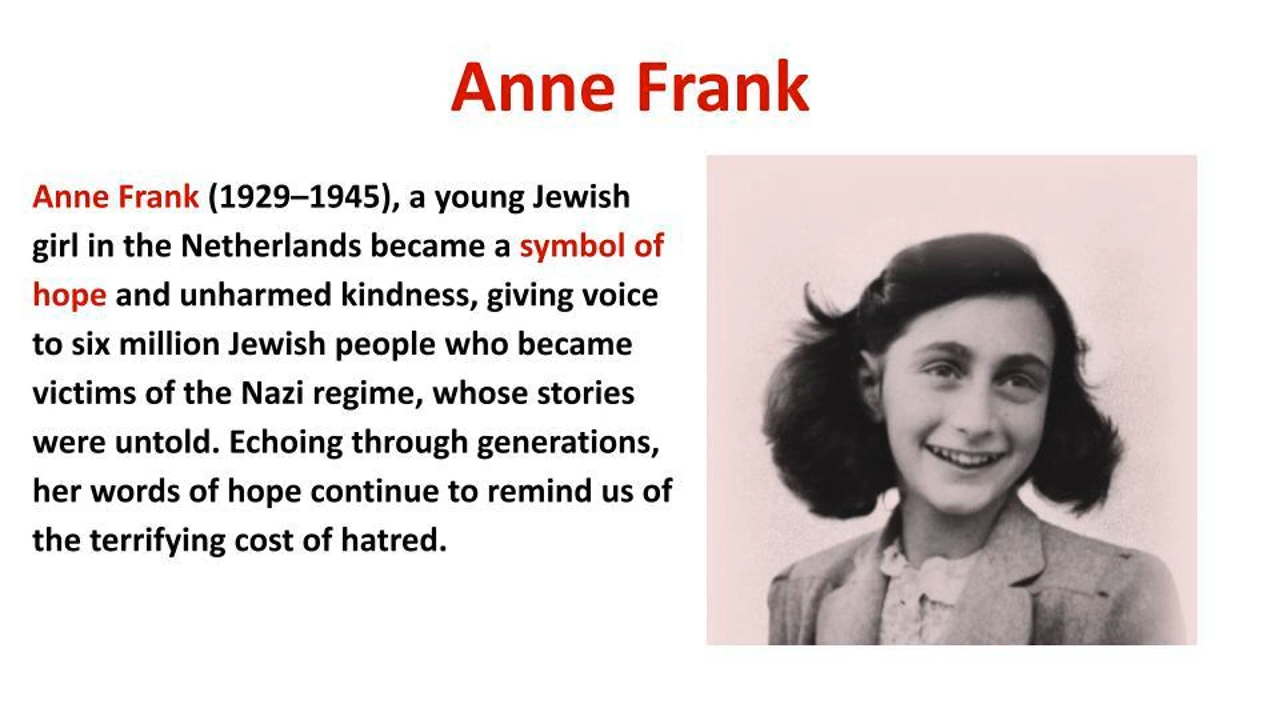 Anne Frank
Anne Frank (1929–1945), a young Jewish
girl in the Netherlands became a symbol of
hope and unharmed kindness, giving voice
to six million Jewish people who became
victims of the Nazi regime, whose stories
were untold. Echoing through generations,
her words of hope continue to remind us of
the terrifying cost of hatred.